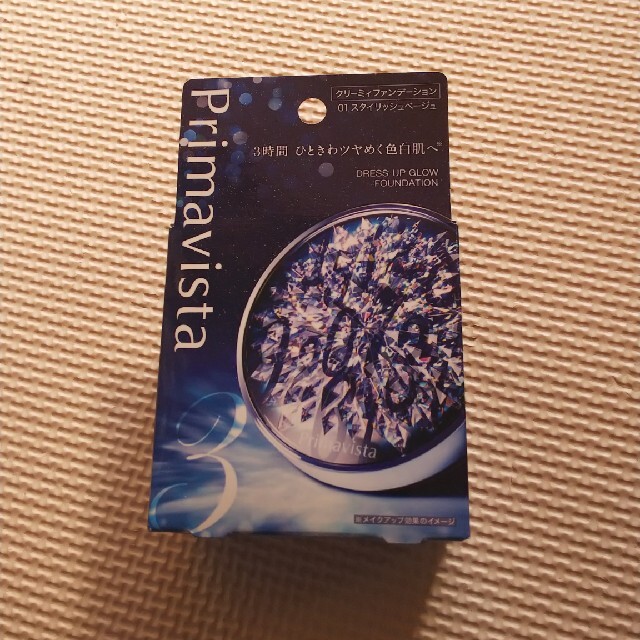 クリーミィファンデーション
01 スタイリッシュベージュ
3時間 ひときわツヤめく色白肌へ※
DRESS UP GLOW
FOUNDATION
Primavista
primavista
3
※メイクアップ効果のイメージ